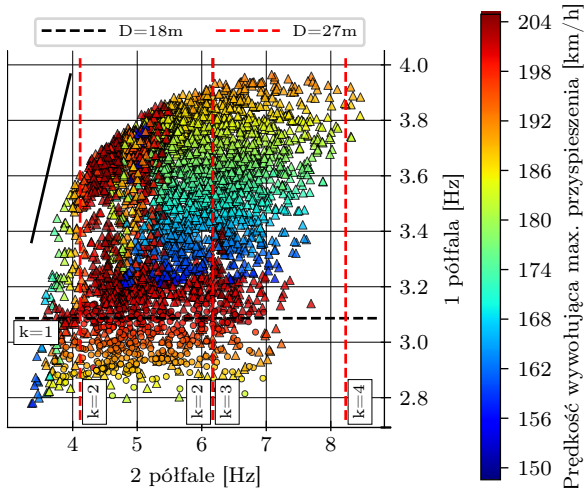 D=18m
D=27m
204
198
192
186
180
174
168
162
156
150
Prędkość wywołująca max. przyspieszenia [km/h]
4.0
3.8
3.6
3.4
3.2
3.0
2.8
1 półfala [Hz]
k=1
k=2
k=2
k=3
k=4
4
5
6
7
8
2 półfale [Hz]